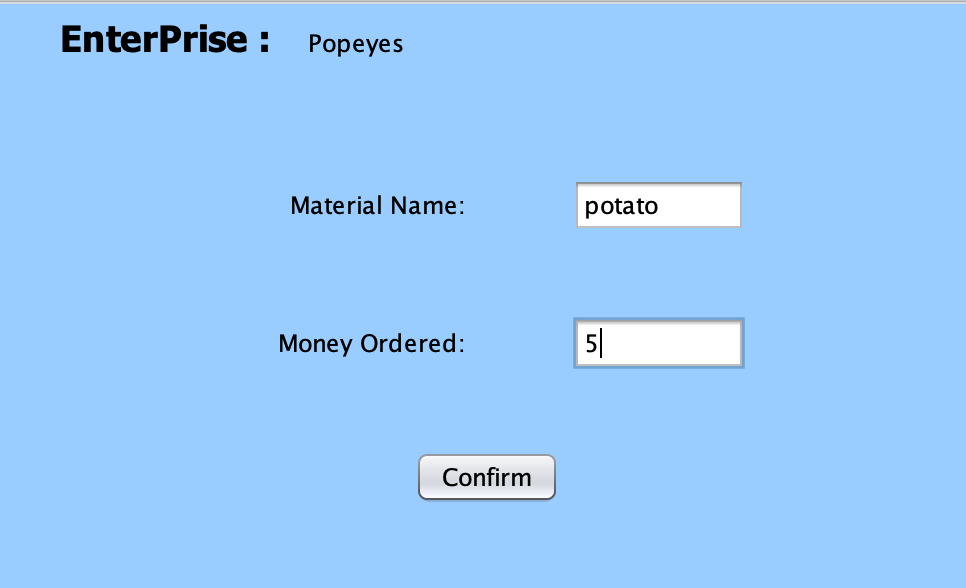 EnterPrise : Popeyes
Material Name: potato
Money Ordered: 5
Confirm